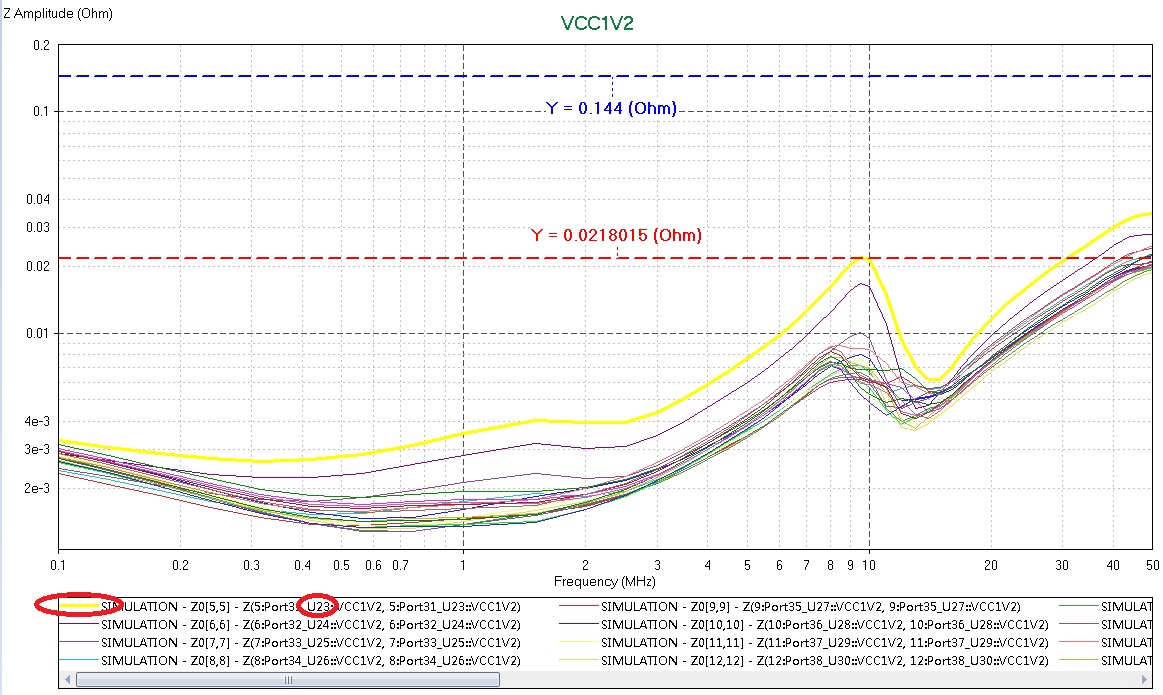 Z Amplitude (Ohm)
VCC1V2
0.2
Y = 0.144 (Ohm)
0.1
0.04
0.03
Y = 0.0218015 (Ohm)
0.02
0.01
4e-3
3e-3
2e-3
0.1 0.2 0.3 0.4 0.5 0.6 0.7 1 2 3 4 5 6 7 8 9 10 20 30 50
Frequency (MHz)
SIMULATION - Z0[5,5] - Z(5:Port31_U23::VCC1V2, 5:Port31_U23::VCC1V2) SIMULATION - Z0[9,9] - Z(9:Port35_U27::VCC1V2, 9:Port35_U27::VCC1V2) SIMULAT
SIMULATION - Z0[6,6] - Z(6:Port32_U24::VCC1V2, 6:Port32_U24::VCC1V2) SIMULATION - Z0[10,10] - Z(10:Port36_U28::VCC1V2, 10:Port36_U28::VCC1V2) SIMULAT
SIMULATION - Z0[7,7] - Z(7:Port33_U25::VCC1V2, 7:Port33_U25::VCC1V2) SIMULATION - Z0[11,11] - Z(11:Port37_U29::VCC1V2, 11:Port37_U29::VCC1V2) SIMULAT
SIMULATION - Z0[8,8] - Z(8:Port34_U26::VCC1V2, 8:Port34_U26::VCC1V2) SIMULATION - Z0[12,12] - Z(12:Port38_U30::VCC1V2, 12:Port38_U30::VCC1V2) SIMULAT